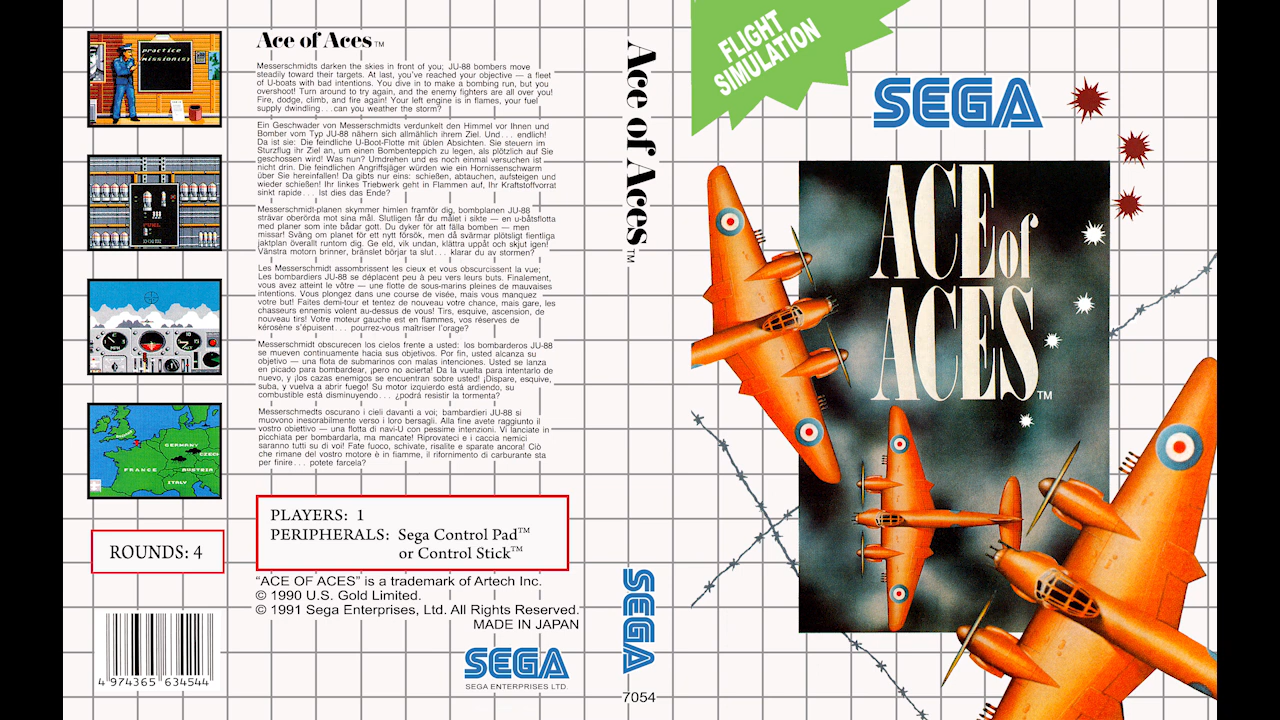 practice
mission(s)
FUEL
DONE
MPH
GERMANY
CZECH
FRANCE
AUSTRIA
ITALY
ROUNDS: 4
4 974365 634544
Ace of Aces™
Messerschmidts darken the skies in front of you; JU-88 bombers move
steadily toward their targets. At last, you've reached your objective — a fleet
of U-boats with bad intentions. You dive in to make a bombing run, but you
overshoot! Turn around to try again, and the enemy fighters are all over you!
Fire, dodge, climb, and fire again! Your left engine is in flames, your fuel
supply dwindling. . . can you weather the storm?
Ein Geschwader von Messerschmidts verdunkelt den Himmel vor Ihnen und
Bomber vom Typ JU-88 nähern sich allmählich ihrem Ziel. Und. . . endlich!
Da ist sie: Die feindliche U-Boot-Flotte mit üblen Absichten. Sie steuern im
Sturzflug ihr Ziel an, um einen Bombenteppich zu legen, als plötzlich auf Sie
geschossen wird! Was nun? Umdrehen und es noch einmal versuchen ist
nicht drin. Die feindlichen Angriffsjäger würden wie ein Hornissenschwarm
über Sie hereinfallen! Da gibts nur eins: schießen, abtauchen, aufsteigen und
wieder schießen! Ihr linkes Triebwerk geht in Flammen auf, Ihr Kraftstoffvorrat
sinkt rapide. . . Ist dies das Ende?
Messerschmidt-planen skymmer himlen framför dig, bombplanen JU-88
strävar oberörda mot sina mål. Slutligen får du målet i sikte — en u-båtsflotta
med planer som inte bådar gott. Du dyker för att fälla bomben — men
missar! Sväng om planet för ett nytt försök, men då svärmar plötsligt fientliga
jaktplan överallt runtom dig. Ge eld, vik undan, klättra uppåt och skjut igen!
Vänstra motorn brinner, bränslet börjar ta slut. . . klarar du av stormen?
Les Messerschmidt assombrissent les cieux et vous obscurcissent la vue;
Les bombardiers JU-88 se déplacent peu à peu vers leurs buts. Finalement,
vous avez atteint le vôtre — une flotte de sous-marins pleines de mauvaises
intentions. Vous plongez dans une course de visée, mais vous manquez
votre but! Faites demi-tour et tentez de nouveau votre chance, mais gare, les
chasseurs ennemis volent au-dessus de vous! Tirs, esquive, ascension, de
nouveau tirs! Votre moteur gauche est en flammes, vos réserves de
kérosène s'épuisent. . . pourrez-vous maîtriser l'orage?
Messerschmidt obscurecen los cielos frente a usted: los bombarderos JU-88
se mueven continuamente hacia sus objetivos. Por fin, usted alcanza su
objetivo — una flota de submarinos con malas intenciones. Usted se lanza
en picado para bombardear, ¡pero no acierta! Da la vuelta para intentarlo de
nuevo, y ¡los cazas enemigos se encuentran sobre usted! ¡Dispare, esquive,
suba, y vuelva a abrir fuego! Su motor izquierdo está ardiendo, su
combustible está disminuyendo. . . ¿podrá resistir la tormenta?
Messerschmedts oscurano i cieli davanti a voi; bambardieri JU-88 si
muovono inesorabilmente verso i loro bersagli. Alla fine avete raggiunto il
vostro obiettivo — una flotta di navi-U con pessime intenzioni. Vi lanciate in
picchiata per bombardarla, ma mancate! Riprovateci e i caccia nemici
saranno tutti su di voi! Fate fuoco, schivate, risalite e sparate ancora! Ciò
che rimane del vostro motore è in fiamme, il rifornimento di carburante sta
per finire. . . potete farcela?
PLAYERS: 1
PERIPHERALS: Sega Control Pad™
or Control Stick™
“ACE OF ACES” is a trademark of Artech Inc.
© 1990 U.S. Gold Limited.
© 1991 Sega Enterprises, Ltd. All Rights Reserved.
MADE IN JAPAN
SEGA
SEGA ENTERPRISES LTD.
Ace of Aces™
SEGA
7054
FLIGHT
SIMULATION
SEGA
ACE of
ACES™